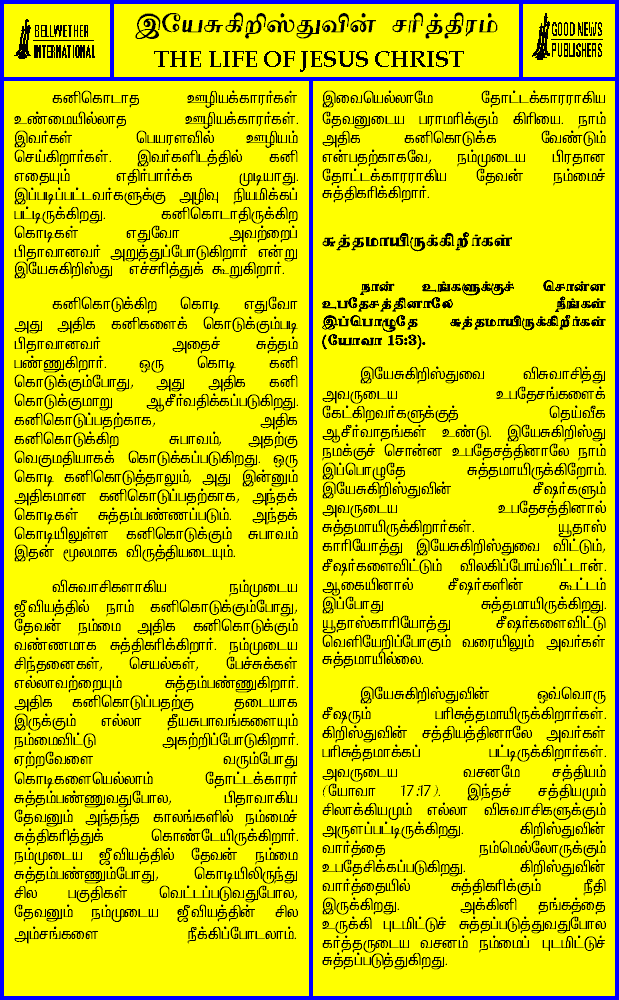 BELLWETHER
INTERNATIONAL
இயேசுகிறிஸ்துவின் சரித்திரம்
THE LIFE OF JESUS CHRIST
GOOD NEWS
PUBLISHERS
கனிகொடாத ஊழியக்காரர்கள்
உண்மையில்லாத ஊழியக்காரர்கள்.
இவர்கள் பெயரளவில் ஊழியம்
செய்கிறார்கள். இவர்களிடத்தில் கனி
எதையும் எதிர்பார்க்க முடியாது.
இப்படிப்பட்டவர்களுக்கு அழிவு நியமிக்கப்
பட்டிருக்கிறது. கனிகொடாதிருக்கிற
கொடிகள் எதுவோ அவற்றைப்
பிதாவானவர் அறுத்துப்போடுகிறார் என்று
இயேசுகிறிஸ்து எச்சரித்துக் கூறுகிறார்.
கனிகொடுக்கிற கொடி எதுவோ
அது அதிக கனிகளைக் கொடுக்கும்படி
பிதாவானவர் அதைச் சுத்தம்
பண்ணுகிறார். ஒரு கொடி கனி
கொடுக்கும்போது, அது அதிக கனி
கொடுக்குமாறு ஆசீர்வதிக்கப்படுகிறது.
கனிகொடுப்பதற்காக, அதிக
கனிகொடுக்கிற சுபாவம், அதற்கு
வெகுமதியாகக் கொடுக்கப்படுகிறது. ஒரு
கொடி கனிகொடுத்தாலும், அது இன்னும்
அதிகமான கனிகொடுப்பதற்காக, அந்தக்
கொடிகள் சுத்தம்பண்ணப்படும். அந்தக்
கொடியிலுள்ள கனிகொடுக்கும் சுபாவம்
இதன் மூலமாக விருத்தியடையும்.
விசுவாசிகளாகிய நம்முடைய
ஜீவியத்தில் நாம் கனிகொடுக்கும்போது,
தேவன் நம்மை அதிக கனிகொடுக்கும்
வண்ணமாக சுத்திகரிக்கிறார். நம்முடைய
சிந்தனைகள், செயல்கள், பேச்சுக்கள்
எல்லாவற்றையும் சுத்தம்பண்ணுகிறார்.
அதிக கனிகொடுப்பதற்கு தடையாக
இருக்கும் எல்லா தீயசுபாவங்களையும்
நம்மைவிட்டு அகற்றிப்போடுகிறார்.
ஏற்றவேளை வரும்போது
கொடிகளையெல்லாம் தோட்டக்காரர்
சுத்தம்பண்ணுவதுபோல, பிதாவாகிய
தேவனும் அந்தந்த காலங்களில் நம்மைச்
சுத்திகரித்துக் கொண்டேயிருக்கிறார்.
நம்முடைய ஜீவியத்தில் தேவன் நம்மை
சுத்தம்பண்ணும்போது, கொடியிலிருந்து
சில பகுதிகள் வெட்டப்படுவதுபோல,
தேவனும் நம்முடைய ஜீவியத்தின் சில
அம்சங்களை நீக்கிப்போடலாம்.
இவையெல்லாமே தோட்டக்காரராகிய
தேவனுடைய பராமரிக்கும் கிரியை. நாம்
அதிக கனிகொடுக்க வேண்டும்
என்பதற்காகவே, நம்முடைய பிரதான
தோட்டக்காரராகிய தேவன் நம்மைச்
சுத்திகரிக்கிறார்.
சுத்தமாயிருக்கிறீர்கள்
நான் உங்களுக்குச் சொன்ன
உபதேசத்தினாலே நீங்கள்
இப்பொழுதே சுத்தமாயிருக்கிறீர்கள்
(யோவா 15:3).
இயேசுகிறிஸ்துவை விசுவாசித்து
அவருடைய உபதேசங்களைக்
கேட்கிறவர்களுக்குத் தெய்வீக
ஆசீர்வாதங்கள் உண்டு. இயேசுகிறிஸ்து
நமக்குச் சொன்ன உபதேசத்தினாலே நாம்
இப்பொழுதே சுத்தமாயிருக்கிறோம்.
இயேசுகிறிஸ்துவின் சீஷர்களும்
அவருடைய உபதேசத்தினால்
சுத்தமாயிருக்கிறார்கள். யூதாஸ்
காரியோத்து இயேசுகிறிஸ்துவை விட்டும்,
சீஷர்களைவிட்டும் விலகிப்போய்விட்டான்.
ஆகையினால் சீஷர்களின் கூட்டம்
இப்போது சுத்தமாயிருக்கிறது.
யூதாஸ்காரியோத்து சீஷர்களைவிட்டு
வெளியேறிப்போகும் வரையிலும் அவர்கள்
சுத்தமாயில்லை.
இயேசுகிறிஸ்துவின் ஒவ்வொரு
சீஷரும் பரிசுத்தமாயிருக்கிறார்கள்.
கிறிஸ்துவின் சத்தியத்தினாலே அவர்கள்
பரிசுத்தமாக்கப் பட்டிருக்கிறார்கள்.
அவருடைய வசனமே சத்தியம்
(யோவா 17:17). இந்தச் சத்தியமும்
சிலாக்கியமும் எல்லா விசுவாசிகளுக்கும்
அருளப்பட்டிருக்கிறது. கிறிஸ்துவின்
வார்த்தை நம்மெல்லோருக்கும்
உபதேசிக்கப்படுகிறது. கிறிஸ்துவின்
வார்த்தையில் சுத்திகரிக்கும் நீதி
இருக்கிறது. அக்கினி தங்கத்தை
உருக்கி புடமிட்டுச் சுத்தப்படுத்துவதுபோல
கர்த்தருடைய வசனம் நம்மைப் புடமிட்டுச்
சுத்தப்படுத்துகிறது.